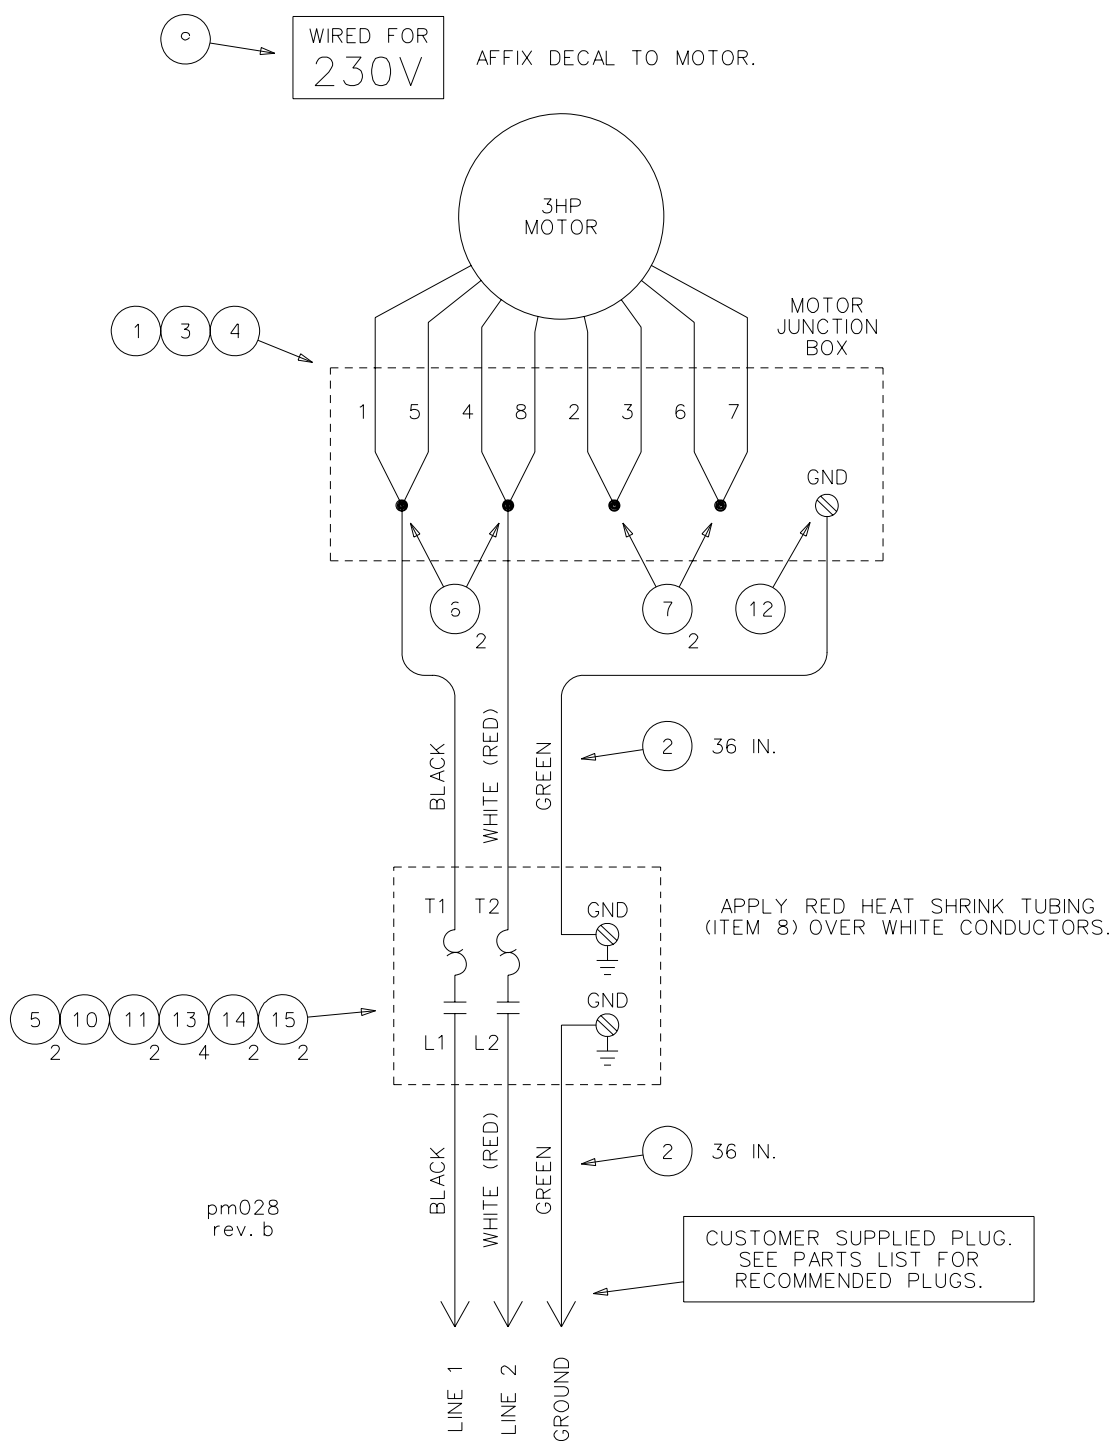 WIRED FOR
230V
AFFIX DECAL TO MOTOR.
3HP
MOTOR
1 3 4
MOTOR
JUNCTION
BOX
1 5 4 8 2 3 6 7
GND
6
2
7
2
12
BLACK
WHITE (RED)
GREEN
2
36 IN.
T1 T2
GND
APPLY RED HEAT SHRINK TUBING
(ITEM 8) OVER WHITE CONDUCTORS.
GND
5 10 11 13 14 15
2 2 4 2 2
L1 L2
BLACK
WHITE (RED)
GREEN
2
36 IN.
pm028
rev. b
CUSTOMER SUPPLIED PLUG.
SEE PARTS LIST FOR
RECOMMENDED PLUGS.
LINE 1
LINE 2
GROUND